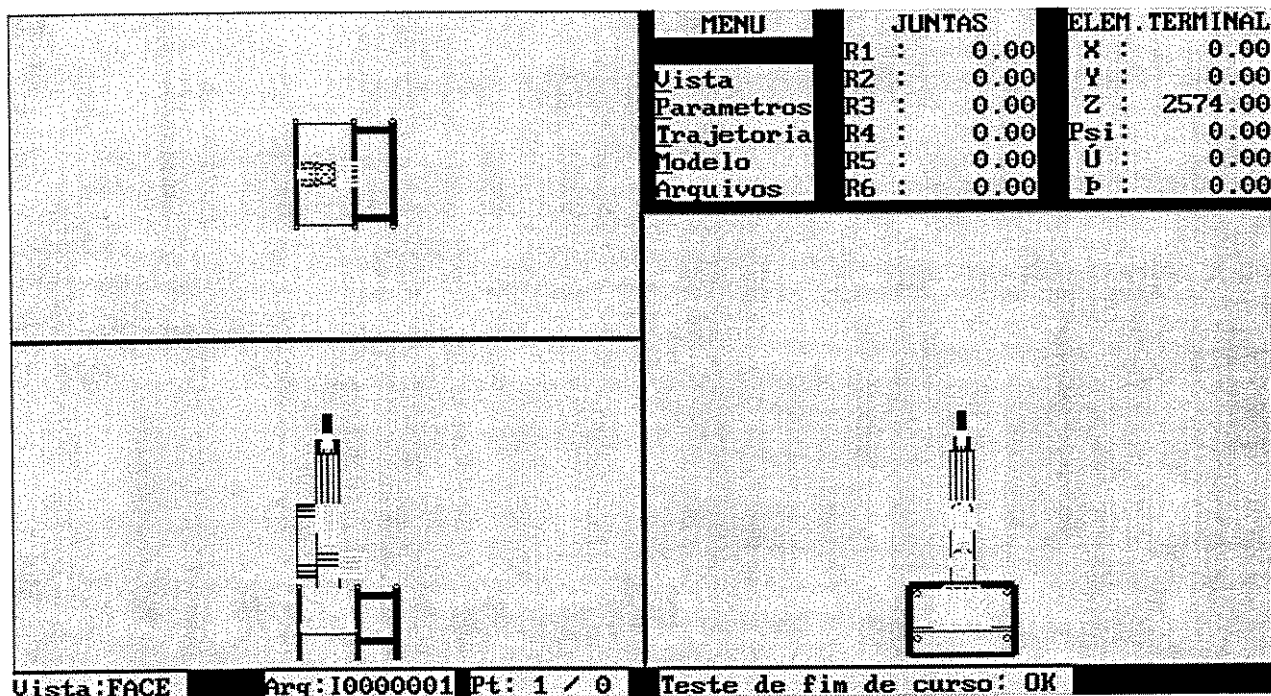 MENU
Vista
Parametros
Trajetoria
Modelo
Arquivos
JUNTAS
R1 : 0.00
R2 : 0.00
R3 : 0.00
R4 : 0.00
R5 : 0.00
R6 : 0.00
ELEM.TERMINAL
X : 0.00
Y : 0.00
Z : 2574.00
Psi: 0.00
Ú : 0.00
Þ : 0.00
Vista:FACE
Arq:I0000001
Pt: 1 / 0
Teste de fim de curso: OK